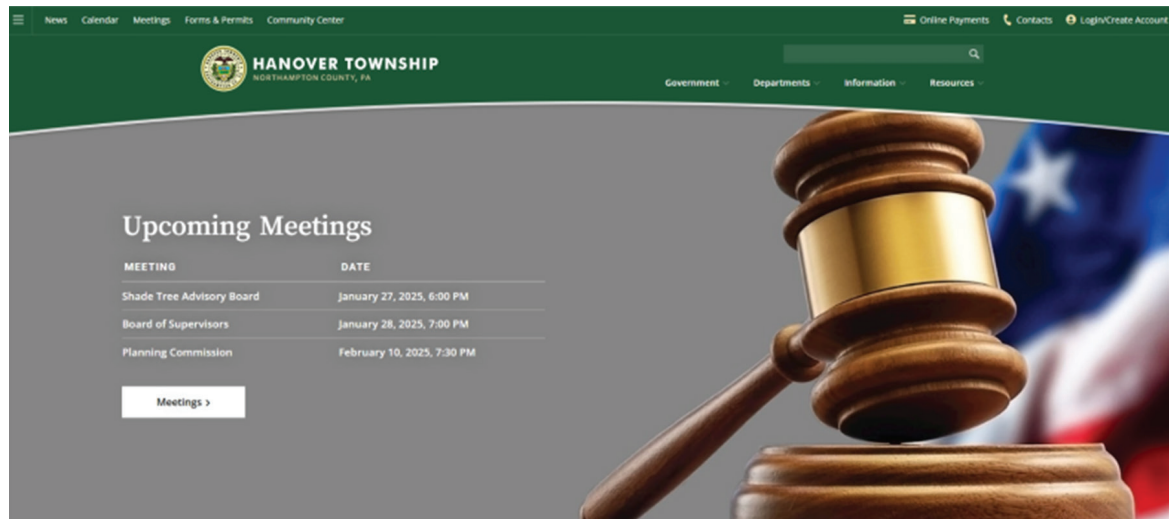 News Calendar Meetings Forms & Permits Community Center
Online Payments Contacts Login/Create Account
HANOVER TOWNSHIP
NORTHAMPTON COUNTY, PA
Government Departments Information Resources
Upcoming Meetings
MEETING DATE
Shade Tree Advisory Board January 27, 2025, 6:00 PM
Board of Supervisors January 28, 2025, 7:00 PM
Planning Commission February 10, 2025, 7:30 PM
Meetings >